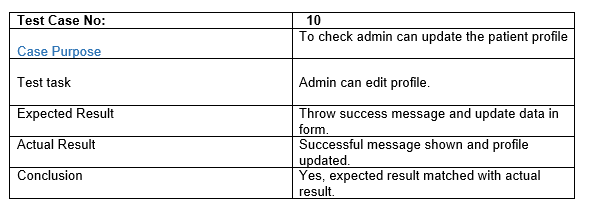 Test Case No: 10
Case Purpose To check admin can update the patient profile
Test task Admin can edit profile.
Expected Result Throw success message and update data in
form.
Actual Result Successful message shown and profile
updated.
Conclusion Yes, expected result matched with actual
result.